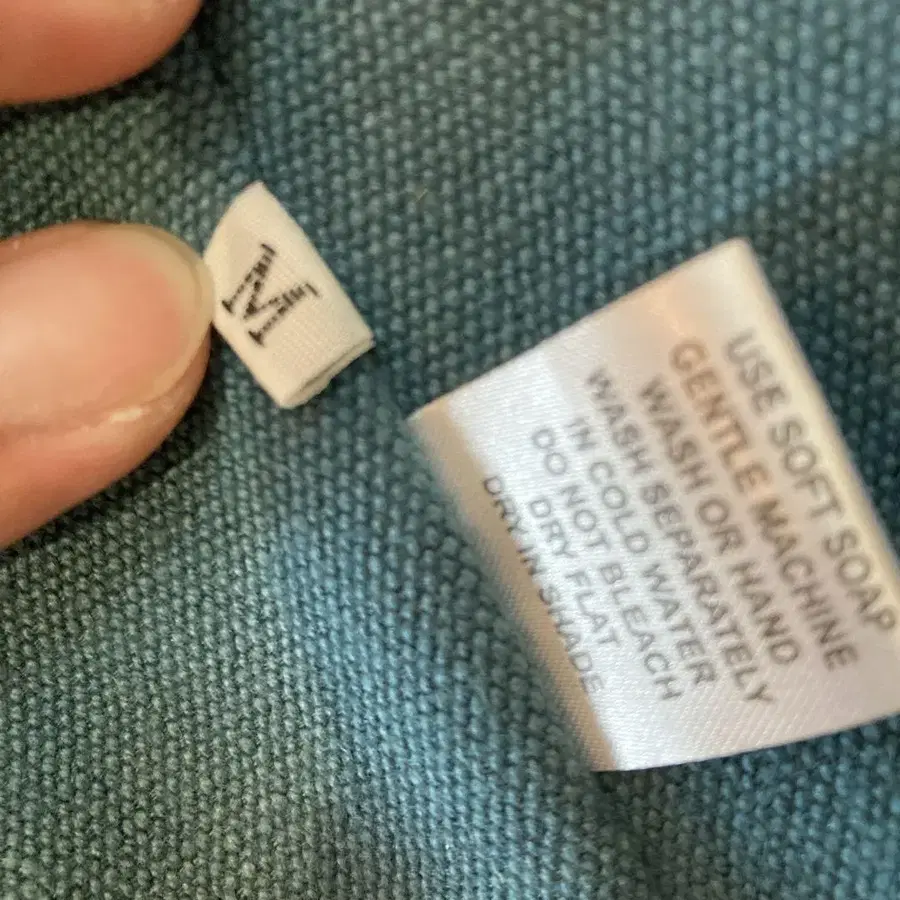 M
USE SOFT SOAP
GENTLE MACHINE
WASH OR HAND
WASH SEPARRATELY
IN COLD WATER
DO NOT BLEACH
DRY FLAT
DRY IN SHADE